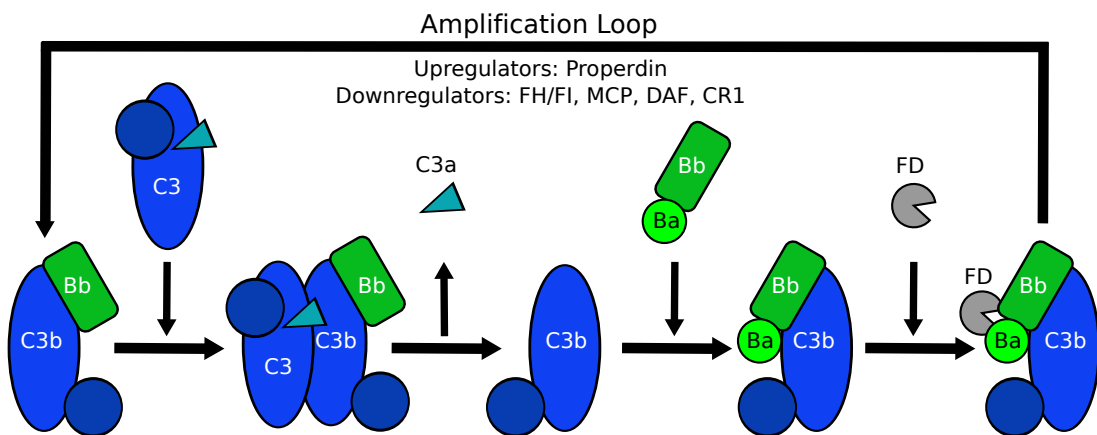 Amplification Loop
Upregulators: Properdin
Downregulators: FH/FI, MCP, DAF, CR1
C3
C3a
Bb
Ba
FD
Bb
C3b
C3
C3b
Bb
C3b
Bb
Ba
C3b
FD
Bb
Ba
C3b